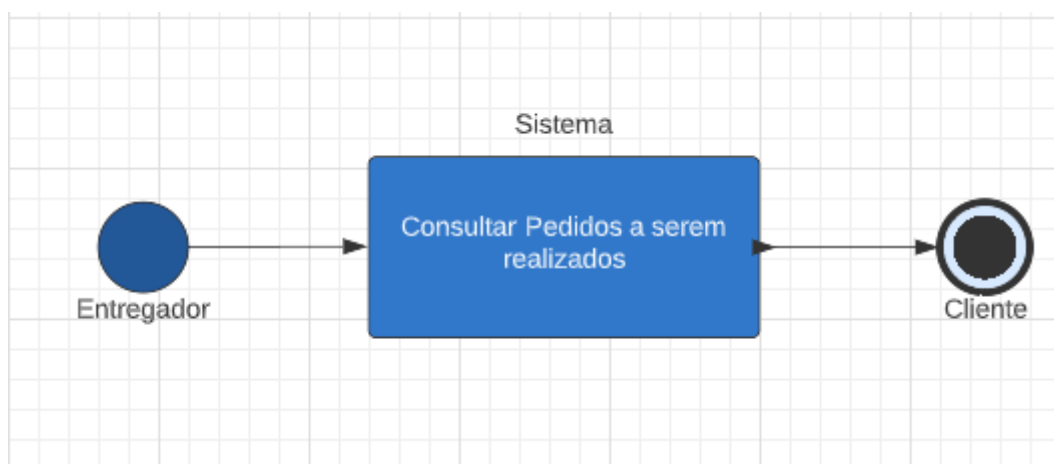 Sistema
Consultar Pedidos a serem
realizados
Entregador
Cliente